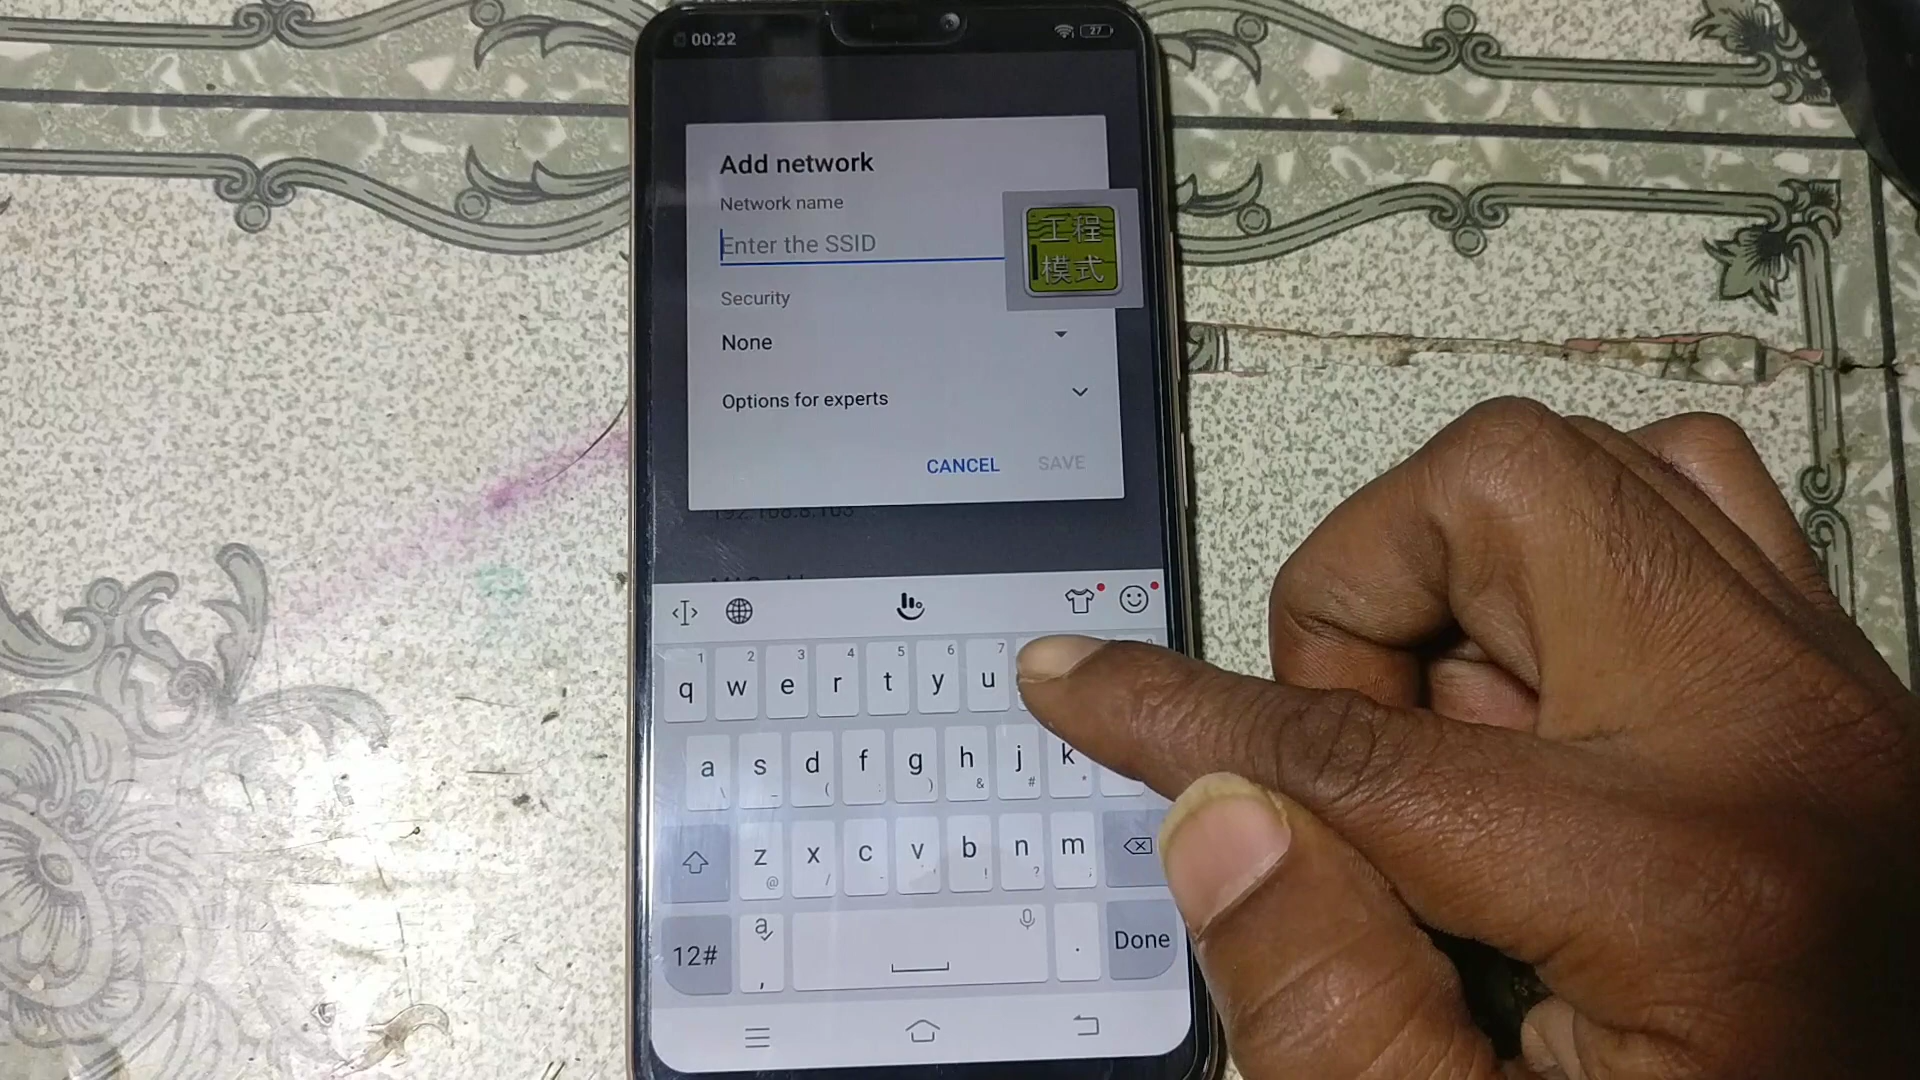 00:22
27
Add network
Network name
Enter the SSID
工程
模式
Security
None
Options for experts
CANCEL SAVE
1 2 3 4 5 6 7
q w e r t y u
a s d f g h j k
\ _ ( : ) & # *
z x c v b n m
@ / - ' ! ? ;
12# a , . Done